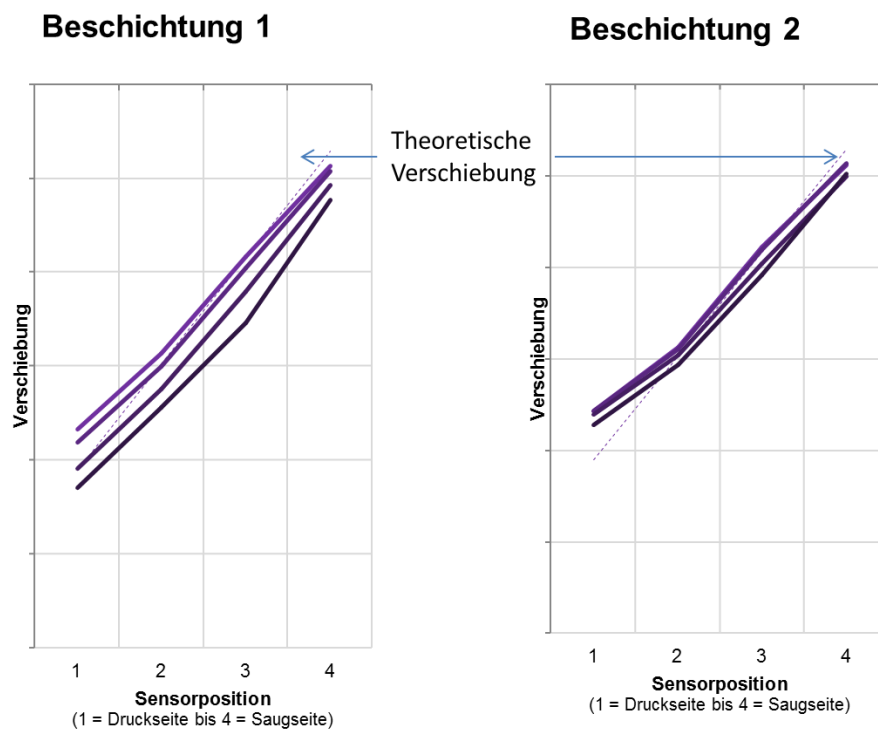 Beschichtung 1
Beschichtung 2
Theoretische
Verschiebung
Verschiebung
1 2 3 4
Sensorposition
(1 = Druckseite bis 4 = Saugseite)
Verschiebung
1 2 3 4
Sensorposition
(1 = Druckseite bis 4 = Saugseite)